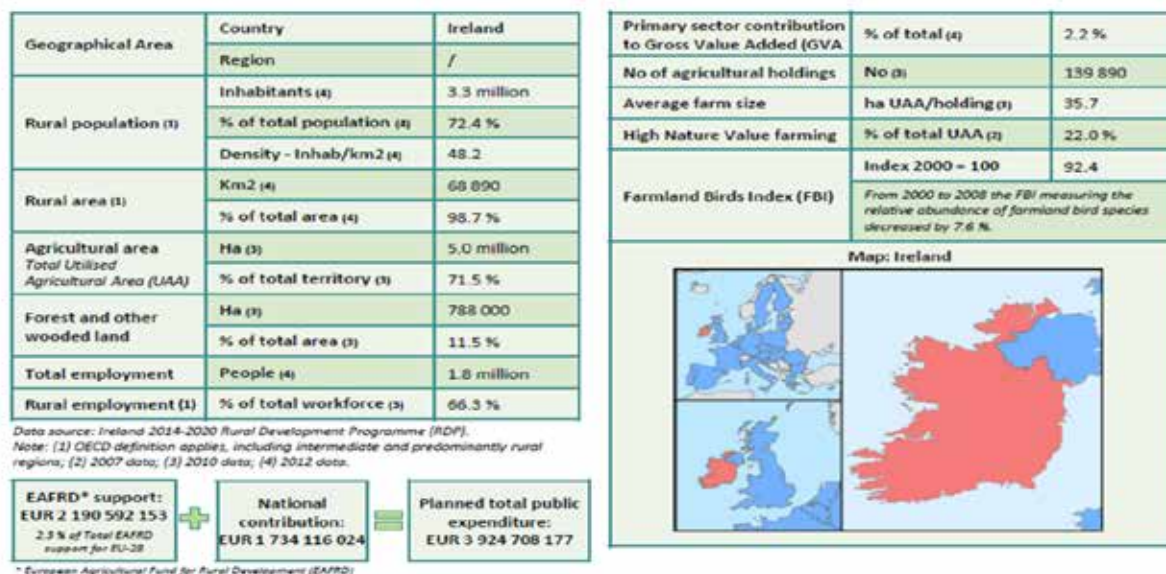 Geographical Area
Country
Ireland
Region
/
Rural population (1)
Inhabitants (4)
3.3 million
% of total population (4)
72.4 %
Density - Inhab/km2 (4)
48.2
Rural area (1)
Km2 (4)
68 890
% of total area (4)
98.7 %
Agricultural area
Total Utilised
Agricultural Area (UAA)
Ha (3)
5.0 million
% of total territory (3)
71.5 %
Forest and other
wooded land
Ha (3)
788 000
% of total area (3)
11.5 %
Total employment
People (4)
1.8 million
Rural employment (1)
% of total workforce (3)
66.3 %
Data source: Ireland 2014-2020 Rural Development Programme (RDP).
Note: (1) OECD definition applies, including intermediate and predominantly rural
regions; (2) 2007 data; (3) 2010 data; (4) 2012 data.
EAFRD* support:
EUR 2 190 592 153
2.3 % of Total EAFRD
support for EU-28
+
National
contribution:
EUR 1 734 116 024
=
Planned total public
expenditure:
EUR 3 924 708 177
* European Agricultural Fund for Rural Development (EAFRD)
Primary sector contribution
to Gross Value Added (GVA
% of total (4)
2.2 %
No of agricultural holdings
No (3)
139 890
Average farm size
ha UAA/holding (3)
35.7
High Nature Value farming
% of total UAA (2)
22.0 %
Farmland Birds Index (FBI)
Index 2000 = 100
92.4
From 2000 to 2008 the FBI measuring the
relative abundance of farmland bird species
decreased by 7.6 %.
Map: Ireland